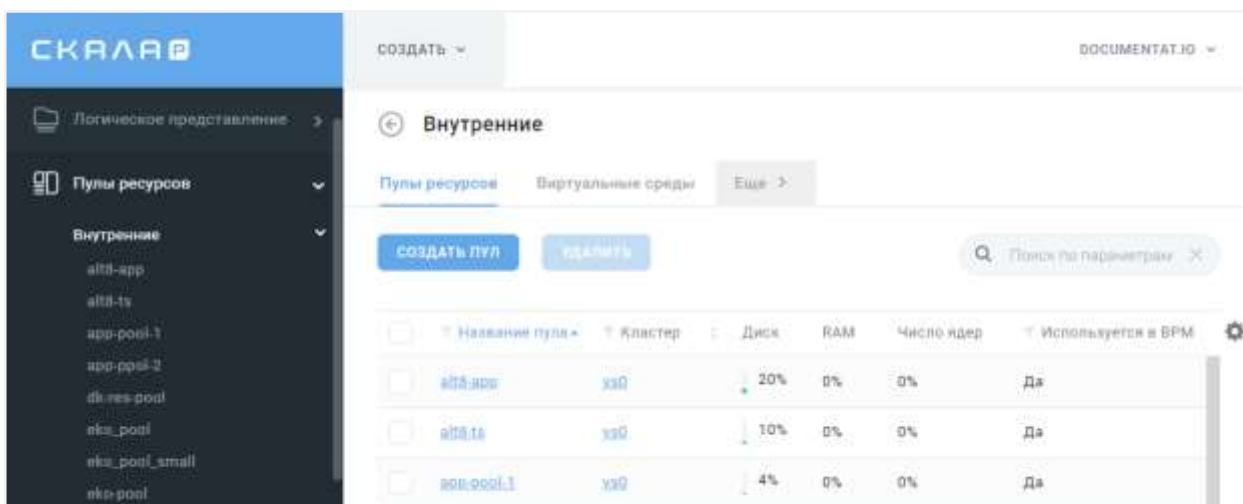 СКАЛА Р
СОЗДАТЬ
DOCUMENTAT.IO
Логическое представление
Пулы ресурсов
Внутренние
alt8-app
alt8-ts
app-pool-1
app-ppol-2
dk-res-pool
eko_pool
eko_pool_small
eko-pool
Внутренние
Пулы ресурсов Виртуальные среды Еще
СОЗДАТЬ ПУЛ УДАЛИТЬ Поиск по параметрам
Название пула Кластер Диск RAM Число ядер Используется в ВРМ
alt8-app vs0 20% 0% 0% Да
alt8-ts vs0 10% 0% 0% Да
app-pool-1 vs0 4% 0% 0% Да